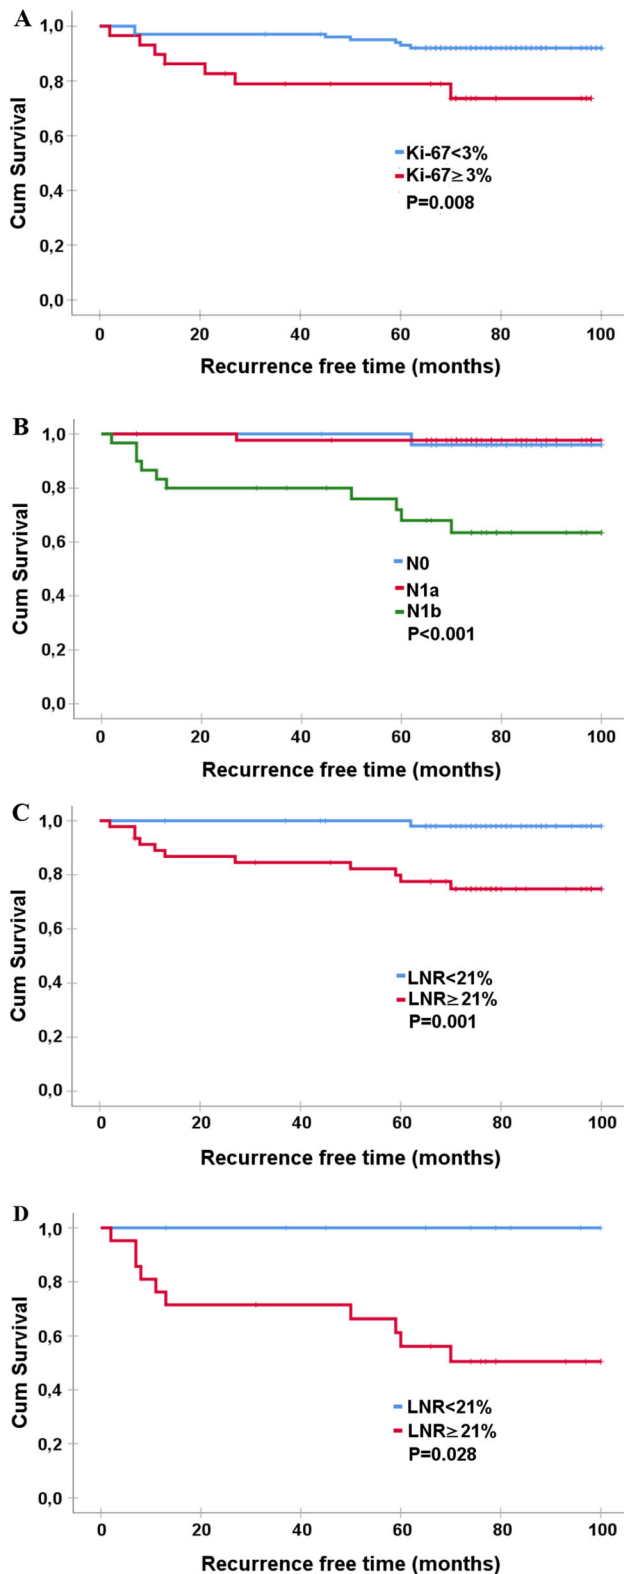 A
1,0
0,8
0,6
0,4
0,2
0,0
Cum Survival
Ki-67<3%
Ki-67≥3%
P=0.008
0 20 40 60 80 100
Recurrence free time (months)
B
1,0
0,8
0,6
0,4
0,2
0,0
Cum Survival
N0
N1a
N1b
P<0.001
0 20 40 60 80 100
Recurrence free time (months)
C
1,0
0,8
0,6
0,4
0,2
0,0
Cum Survival
LNR<21%
LNR≥21%
P=0.001
0 20 40 60 80 100
Recurrence free time (months)
D
1,0
0,8
0,6
0,4
0,2
0,0
Cum Survival
LNR<21%
LNR≥21%
P=0.028
0 20 40 60 80 100
Recurrence free time (months)